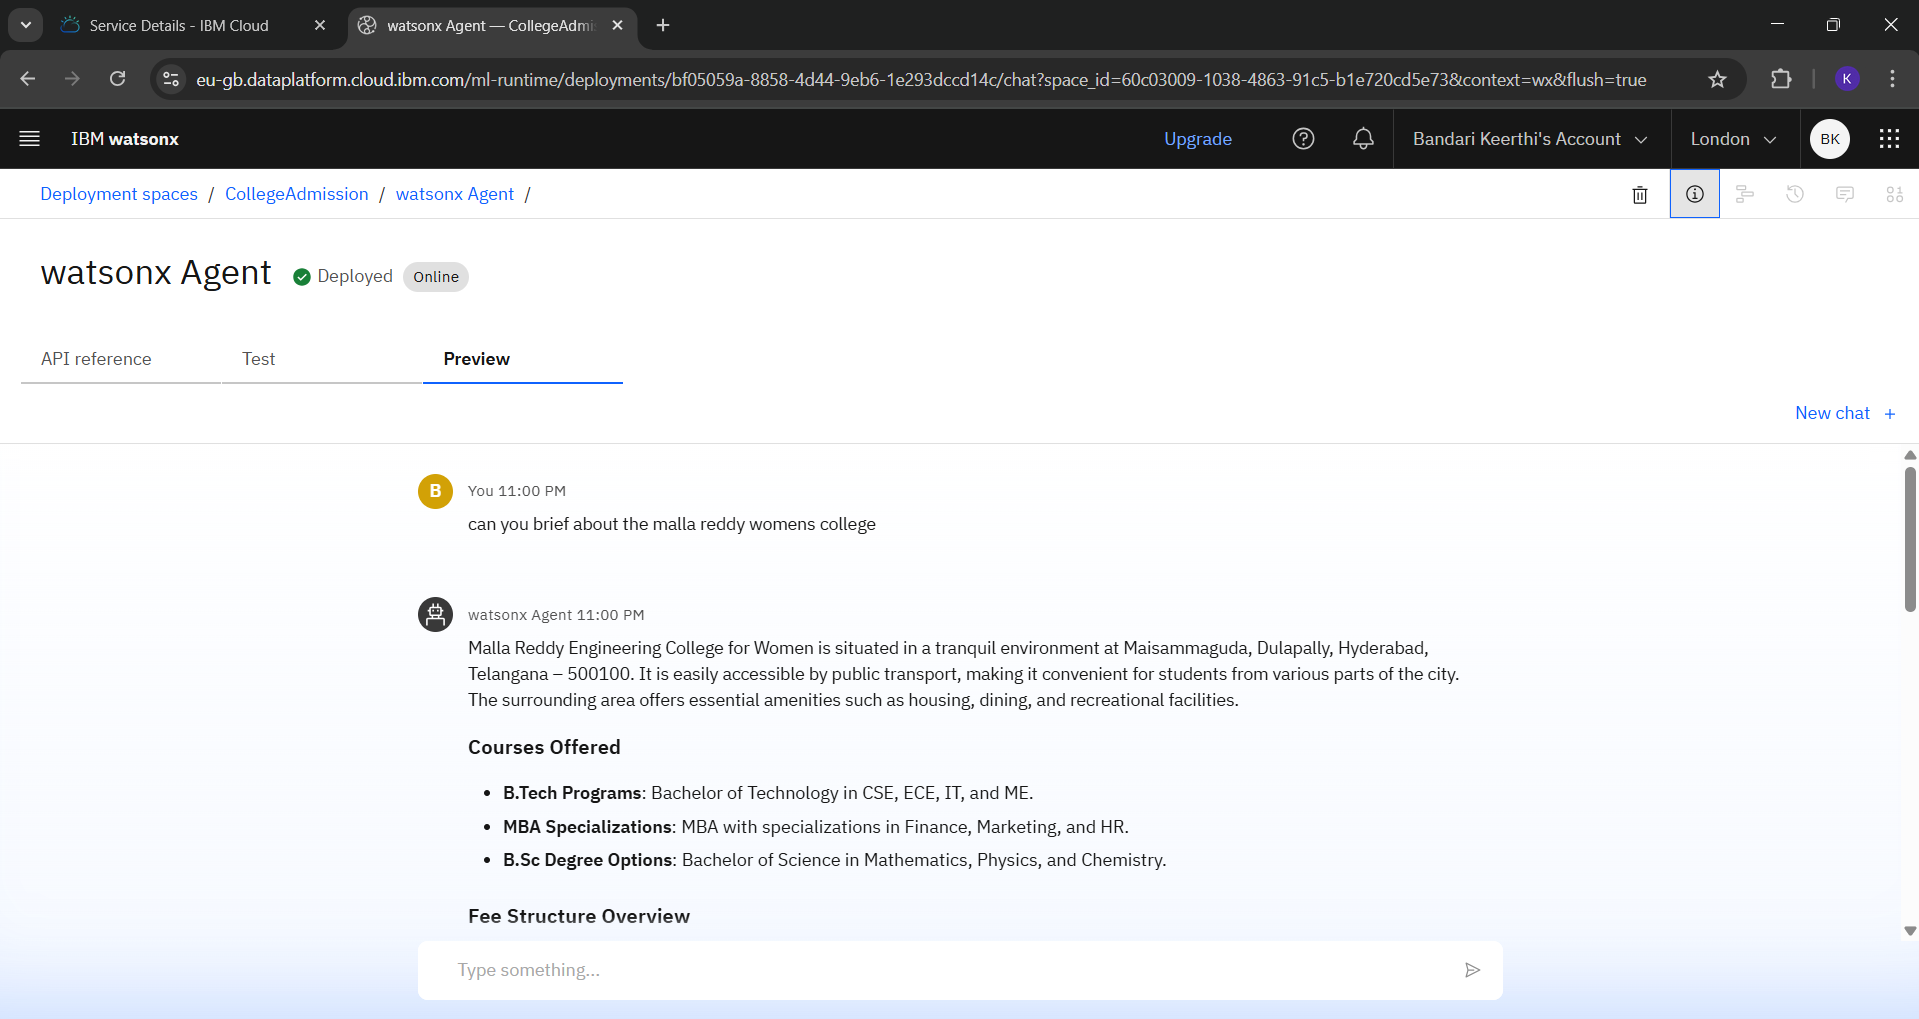 Service Details - IBM Cloud
watsonx Agent — CollegeAdmi
eu-gb.dataplatform.cloud.ibm.com/ml-runtime/deployments/bf05059a-8858-4d44-9eb6-1e293dccd14c/chat?space_id=60c03009-1038-4863-91c5-b1e720cd5e73&context=wx&flush=true
K
IBM watsonx
Upgrade
Bandari Keerthi's Account
London
BK
Deployment spaces / CollegeAdmission / watsonx Agent /
watsonx Agent
Deployed
Online
API reference
Test
Preview
New chat +
B
You 11:00 PM
can you brief about the malla reddy womens college
watsonx Agent 11:00 PM
Malla Reddy Engineering College for Women is situated in a tranquil environment at Maisammaguda, Dulapally, Hyderabad,
Telangana – 500100. It is easily accessible by public transport, making it convenient for students from various parts of the city.
The surrounding area offers essential amenities such as housing, dining, and recreational facilities.
Courses Offered
• B.Tech Programs: Bachelor of Technology in CSE, ECE, IT, and ME.
• MBA Specializations: MBA with specializations in Finance, Marketing, and HR.
• B.Sc Degree Options: Bachelor of Science in Mathematics, Physics, and Chemistry.
Fee Structure Overview
Type something...